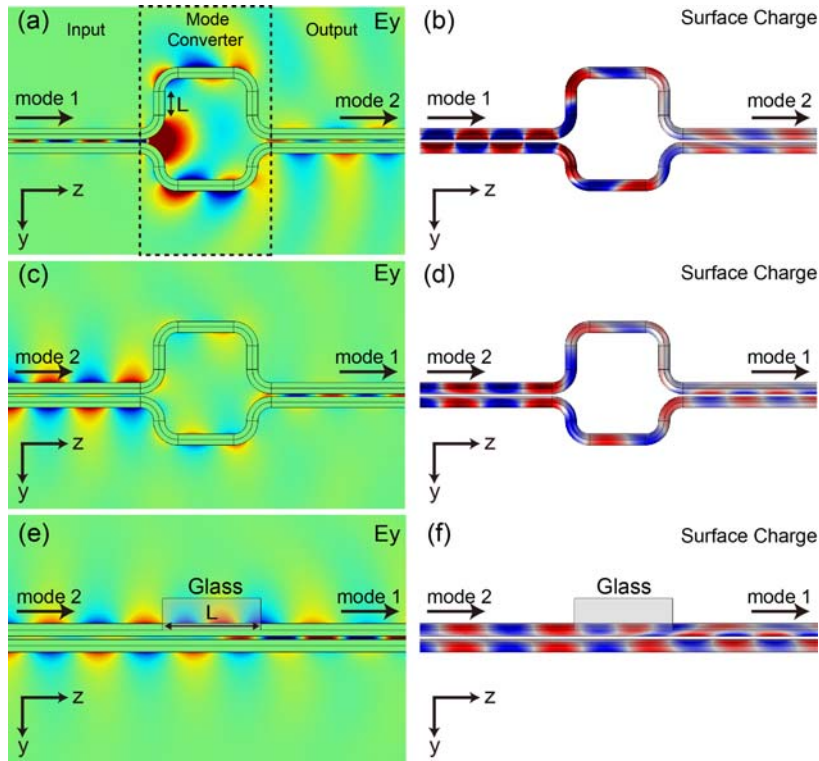 (a) Input Mode Converter Output Ey
mode 1 mode 2
L
z
y
(b) Surface Charge
mode 1 mode 2
z
y
(c) Ey
mode 2 mode 1
z
y
(d) Surface Charge
mode 2 mode 1
z
y
(e) Ey
Glass
mode 2 mode 1
L
z
y
(f) Surface Charge
Glass
mode 2 mode 1
z
y